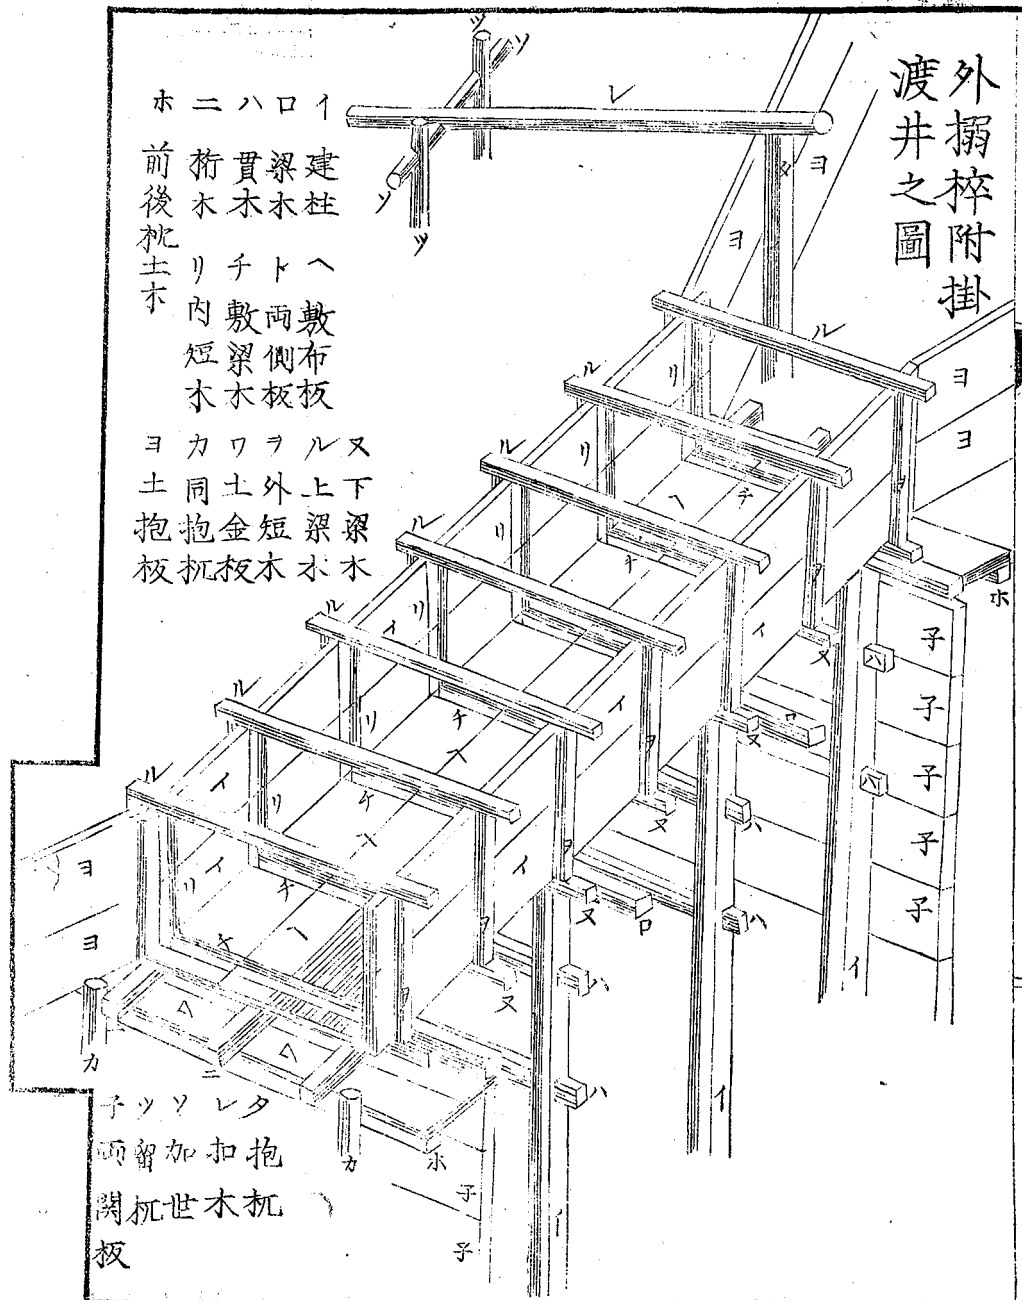 外搦桙附掛
渡井之圖
イ 建柱
ロ 梁木
ハ 貫木
ニ 桁木
ホ 前後枕土木
ヘ 敷布板
ト 両側板
チ 敷梁木
リ 内短木
ヌ 下梁木
ル 上梁木
ヲ 外短木
ワ 土金板
カ 同抱杭
ヨ 土抱板
タ 抱杭
レ 扣木
ソ 加世
ツ 留杭
子 両関板